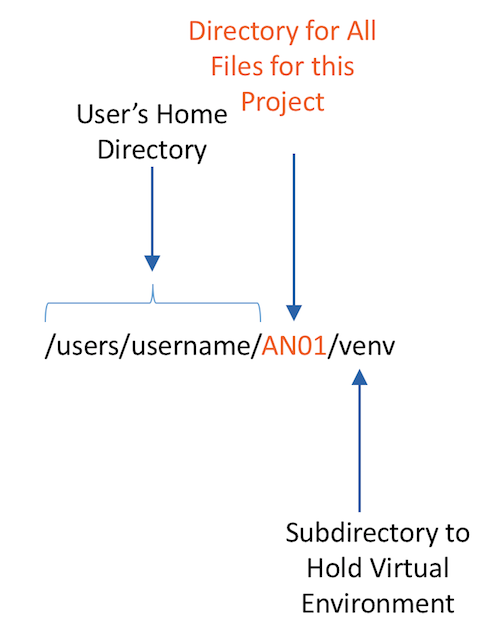 Directory for All
Files for this
Project
User’s Home
Directory
/users/username/AN01/venv
Subdirectory to
Hold Virtual
Environment